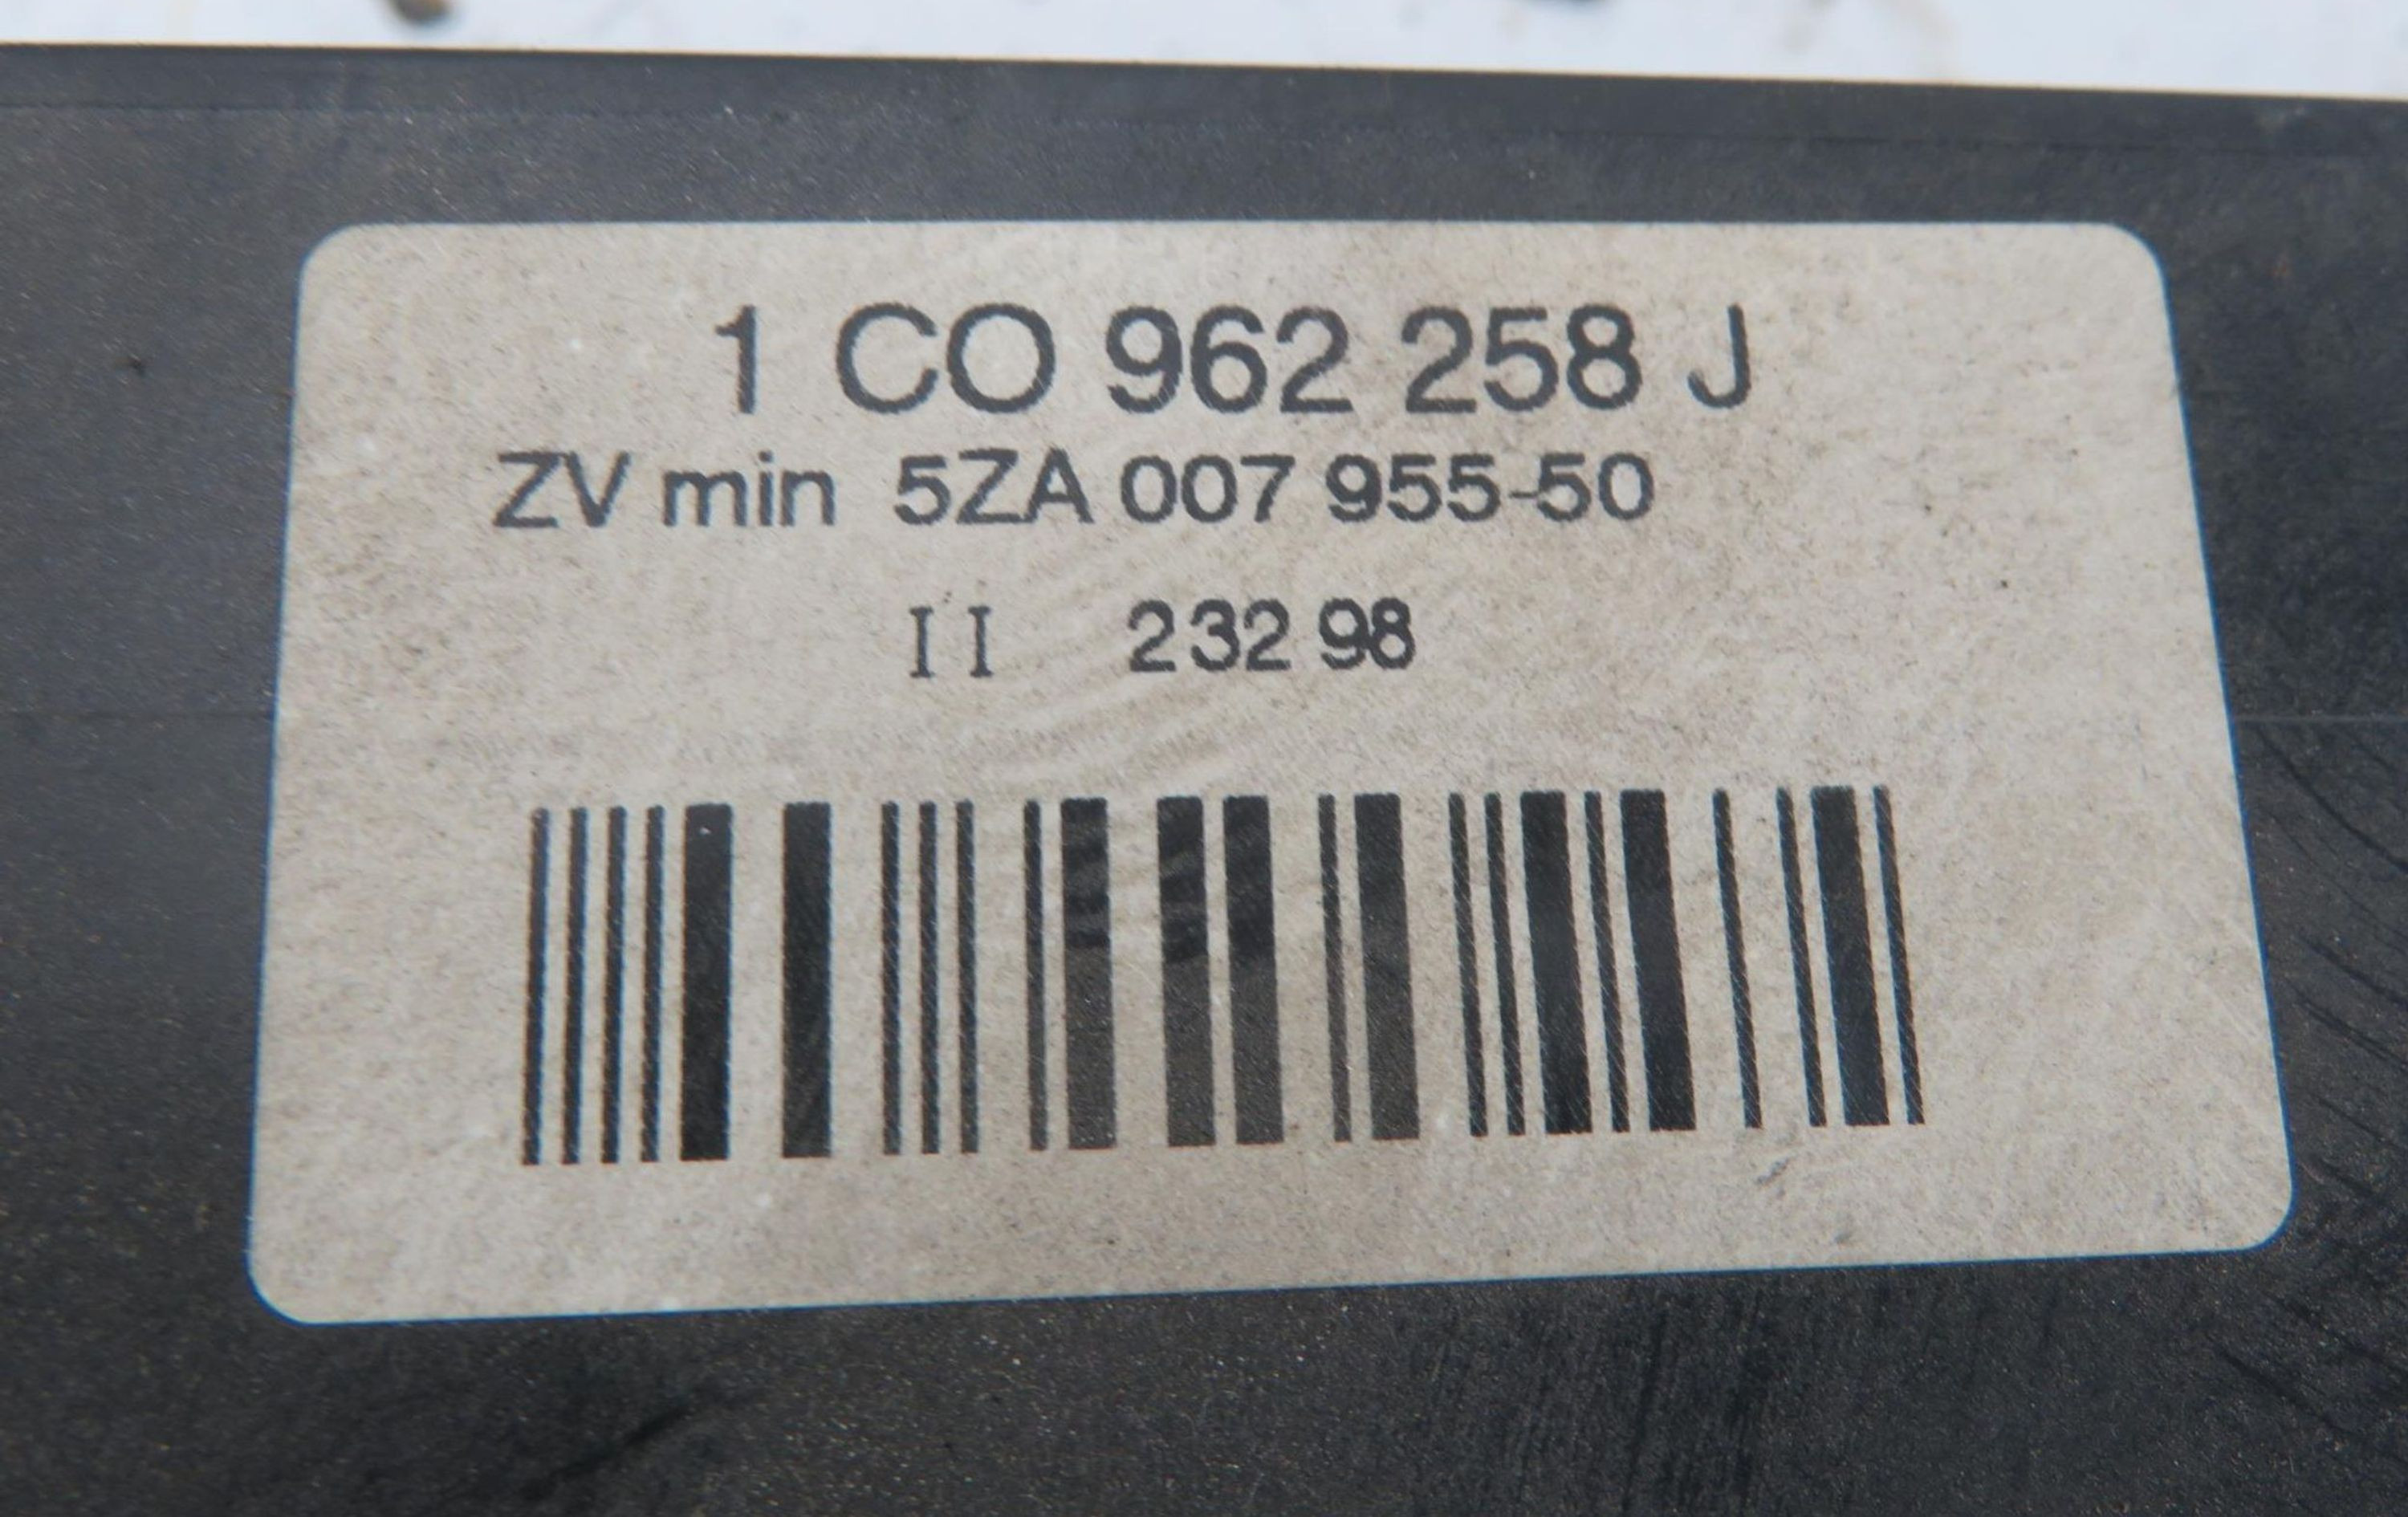 1 CO 962 258 J
ZV min 5ZA 007 955-50
II 232 98